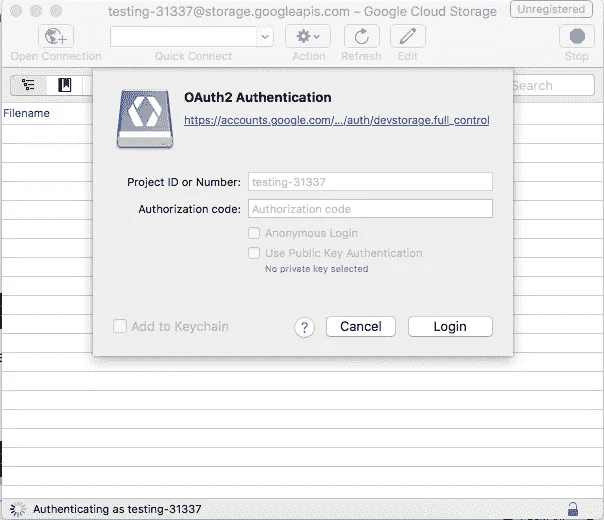 testing-31337@storage.googleapis.com – Google Cloud Storage
Unregistered
Open Connection
Quick Connect
Action
Refresh
Edit
Stop
Search
Filename
OAuth2 Authentication
https://accounts.google.com/.../auth/devstorage.full_control
Project ID or Number: testing-31337
Authorization code: Authorization code
Anonymous Login
Use Public Key Authentication
No private key selected
Add to Keychain
?
Cancel
Login
Authenticating as testing-31337